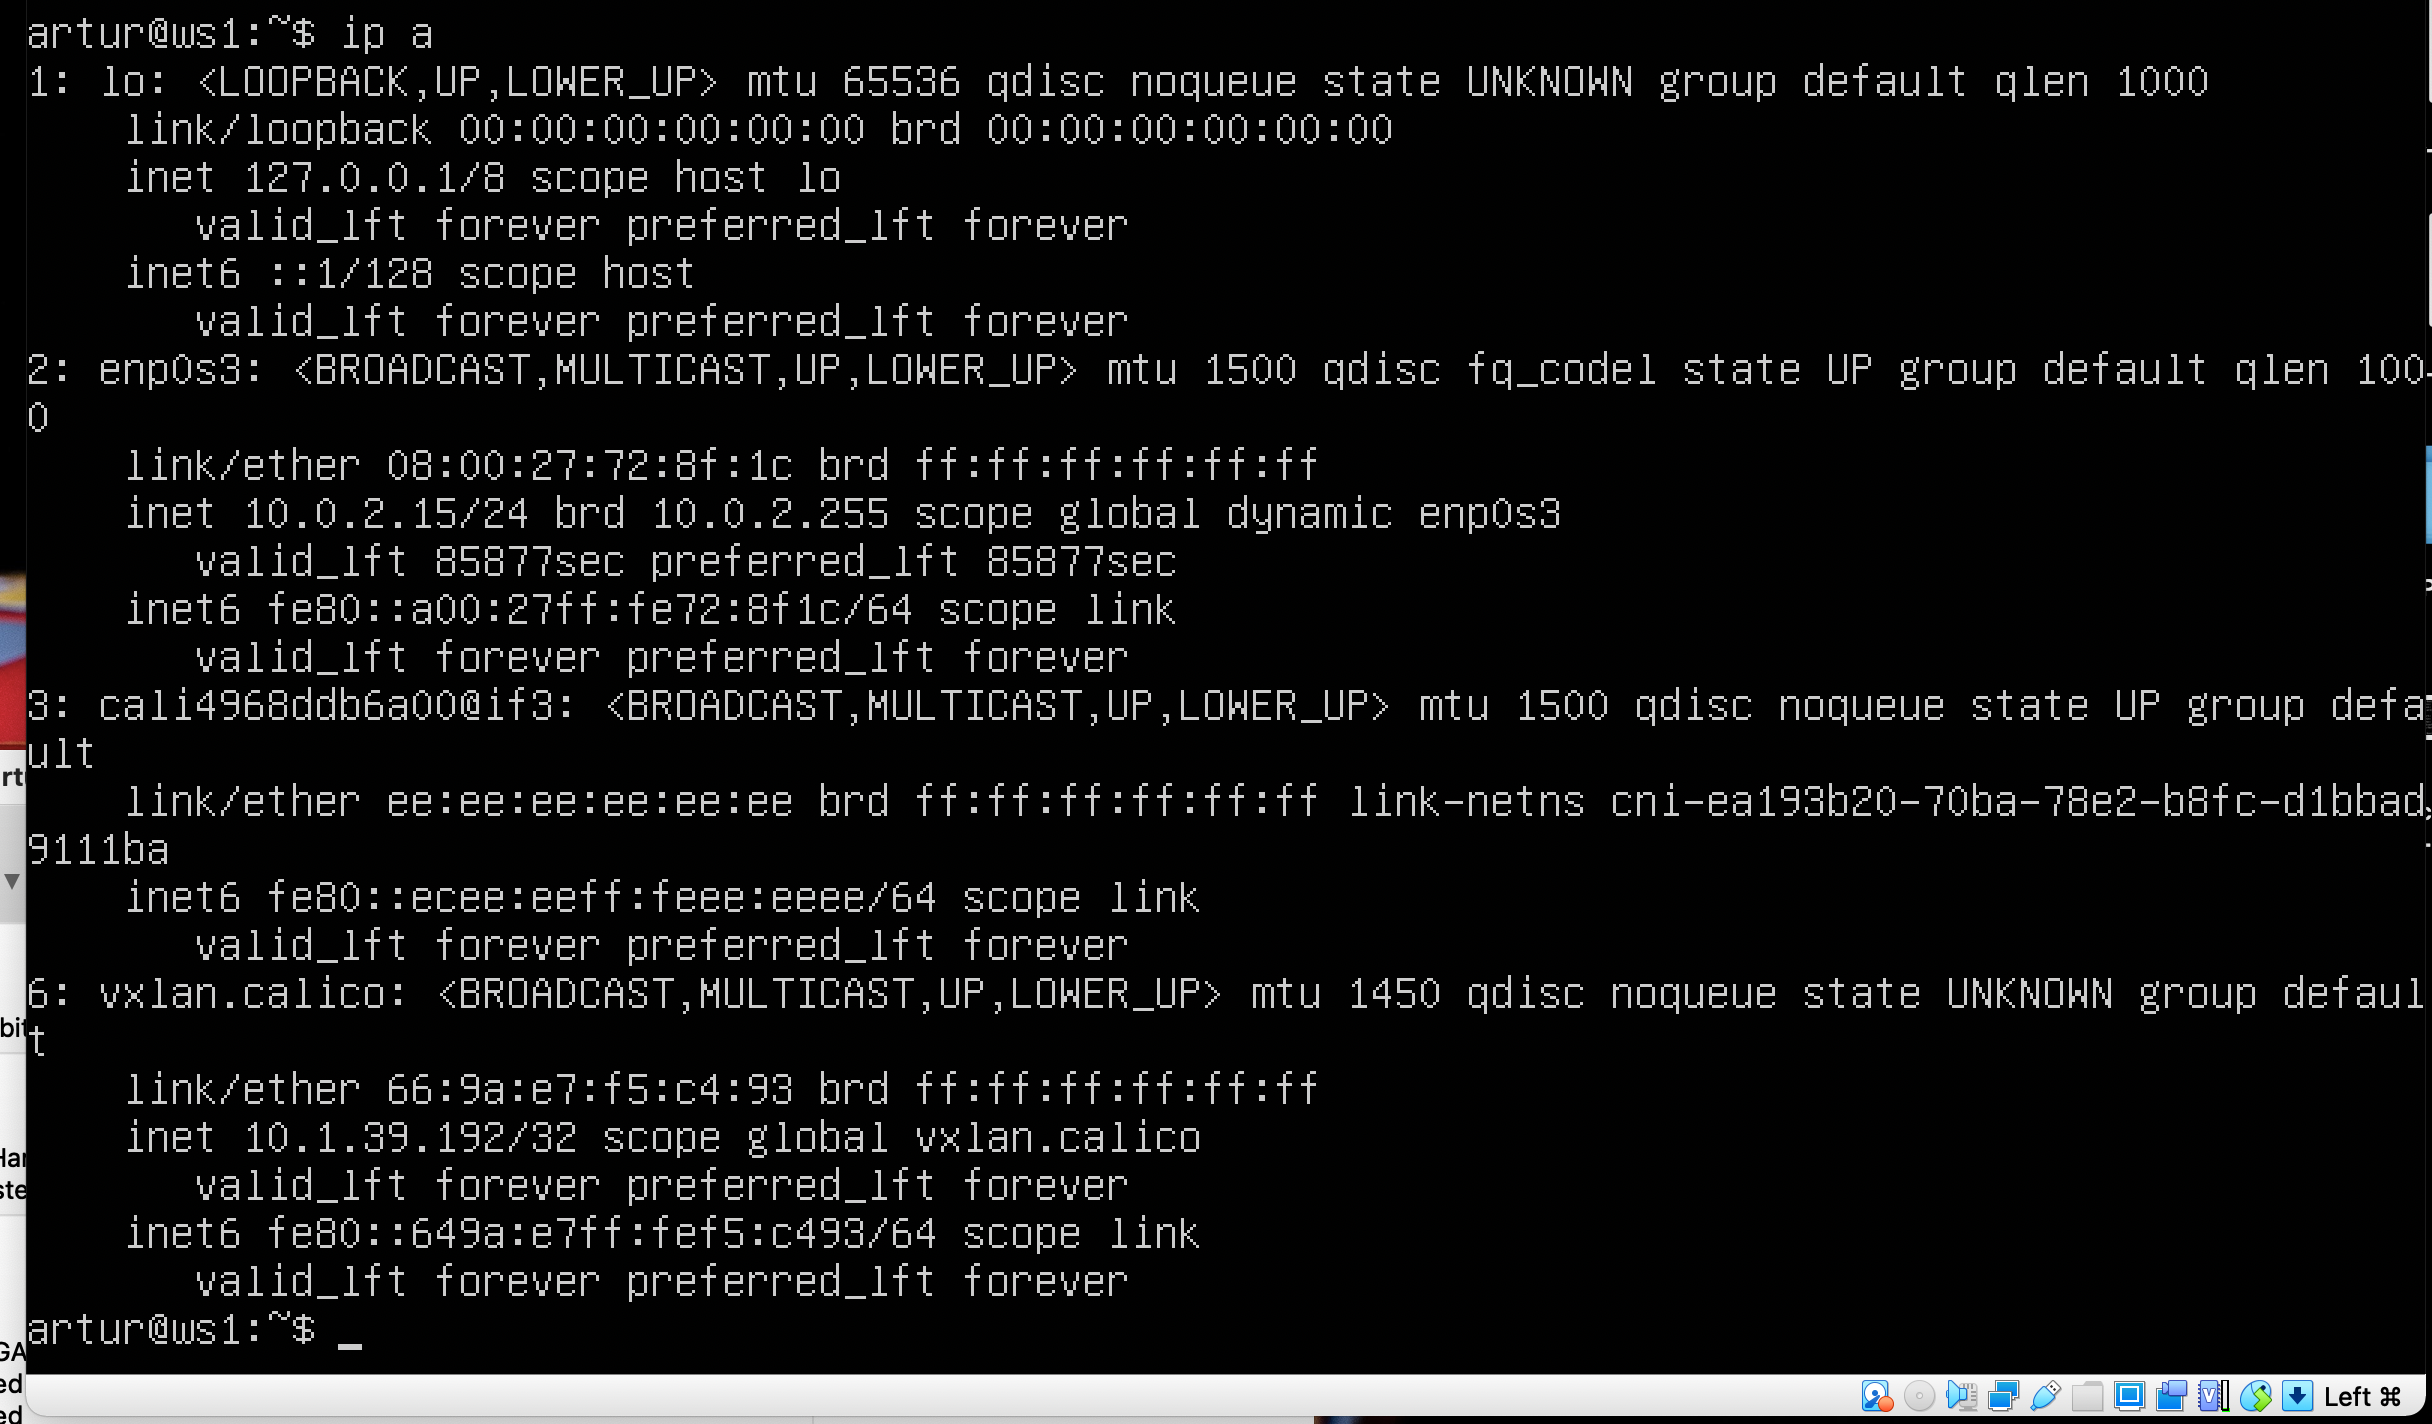 artur@ws1:~$ ip a
1: lo: <LOOPBACK,UP,LOWER_UP> mtu 65536 qdisc noqueue state UNKNOWN group default qlen 1000
link/loopback 00:00:00:00:00:00 brd 00:00:00:00:00:00
inet 127.0.0.1/8 scope host lo
valid_lft forever preferred_lft forever
inet6 ::1/128 scope host
valid_lft forever preferred_lft forever
2: enp0s3: <BROADCAST,MULTICAST,UP,LOWER_UP> mtu 1500 qdisc fq_codel state UP group default qlen 100
0
link/ether 08:00:27:72:8f:1c brd ff:ff:ff:ff:ff:ff
inet 10.0.2.15/24 brd 10.0.2.255 scope global dynamic enp0s3
valid_lft 85877sec preferred_lft 85877sec
inet6 fe80::a00:27ff:fe72:8f1c/64 scope link
valid_lft forever preferred_lft forever
3: cali4968ddb6a00@if3: <BROADCAST,MULTICAST,UP,LOWER_UP> mtu 1500 qdisc noqueue state UP group defa
ult
link/ether ee:ee:ee:ee:ee:ee brd ff:ff:ff:ff:ff:ff link-netns cni-ea193b20-70ba-78e2-b8fc-d1bbad
9111ba
inet6 fe80::ecee:eeff:feee:eeee/64 scope link
valid_lft forever preferred_lft forever
6: vxlan.calico: <BROADCAST,MULTICAST,UP,LOWER_UP> mtu 1450 qdisc noqueue state UNKNOWN group defaul
t
link/ether 66:9a:e7:f5:c4:93 brd ff:ff:ff:ff:ff:ff
inet 10.1.39.192/32 scope global vxlan.calico
valid_lft forever preferred_lft forever
inet6 fe80::649a:e7ff:fef5:c493/64 scope link
valid_lft forever preferred_lft forever
artur@ws1:~$ _
Left ⌘